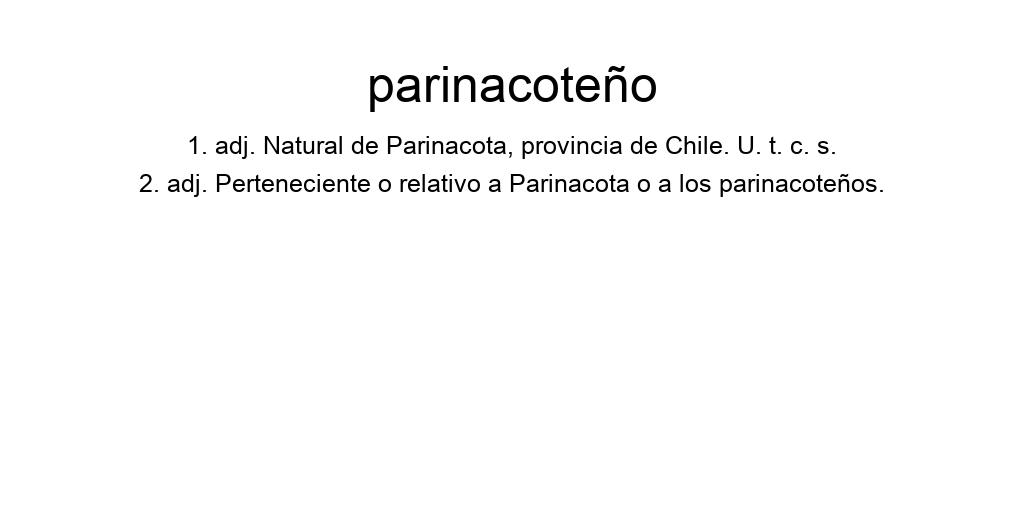 parinacoteño
1. adj. Natural de Parinacota, provincia de Chile. U. t. c. s.
2. adj. Perteneciente o relativo a Parinacota o a los parinacoteños.